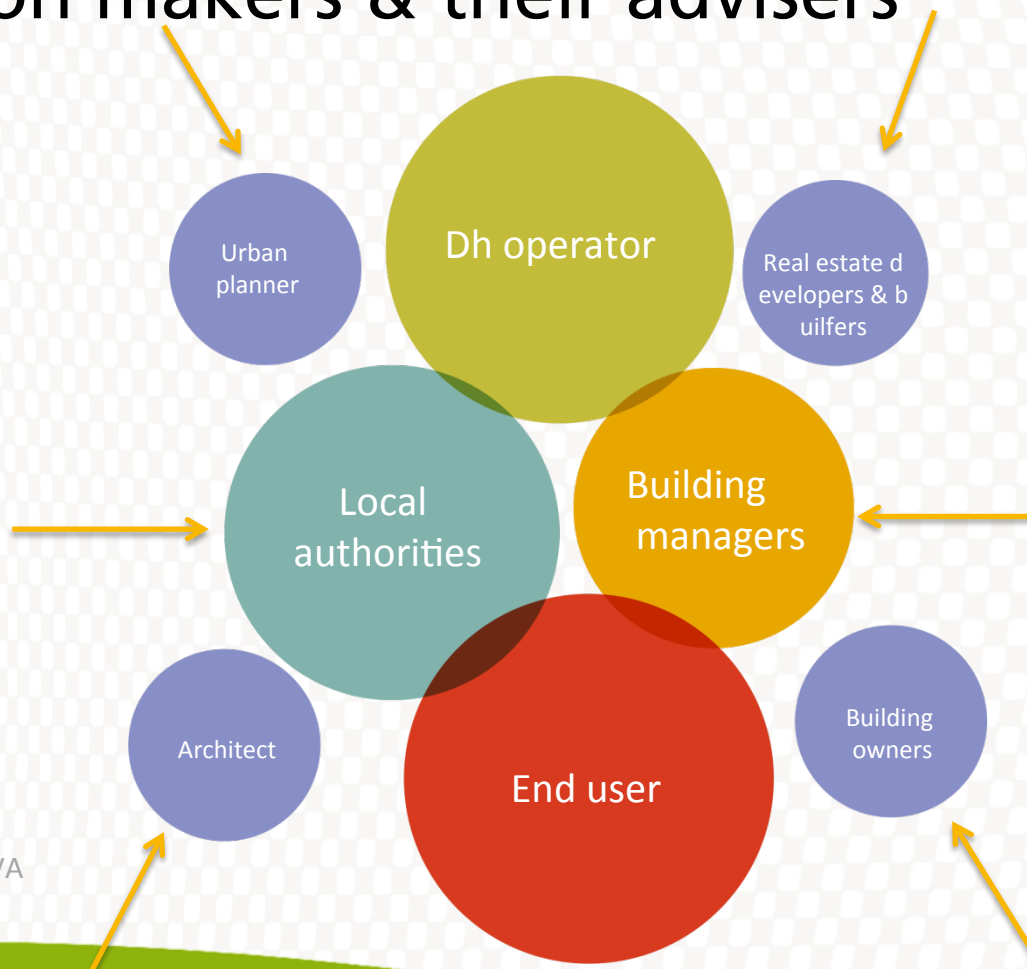 on makers & their advisers
Dh operator
Urban
planner
Real estate d
evelopers & b
uilfers
Local
authorities
Building
managers
Architect
Building
owners
End user
VA